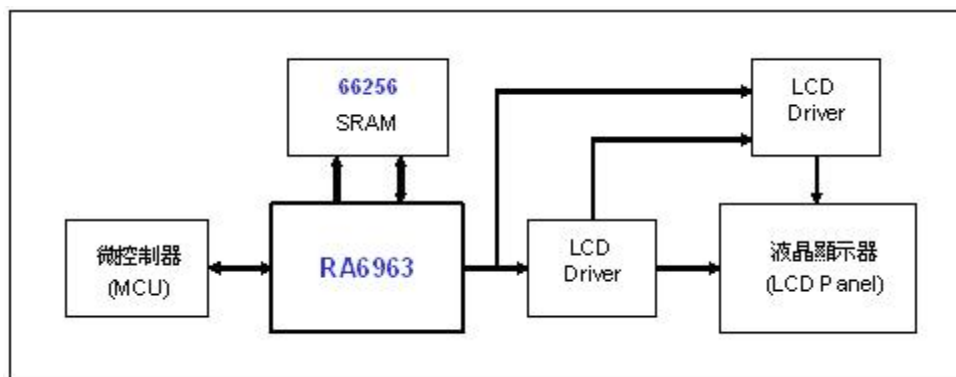 66256
SRAM
LCD
Driver
微控制器
(MCU)
RA6963
LCD
Driver
液晶顯示器
(LCD Panel)